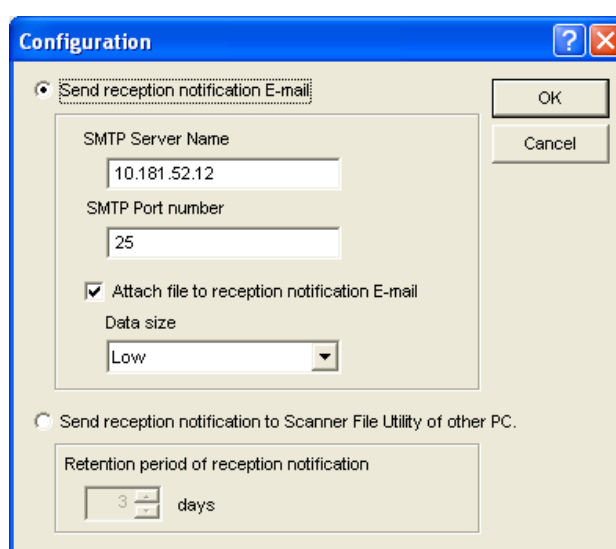 Configuration
Send reception notification E-mail
OK
Cancel
SMTP Server Name
10.181.52.12
SMTP Port number
25
Attach file to reception notification E-mail
Data size
Low
Send reception notification to Scanner File Utility of other PC.
Retention period of reception notification
3 days